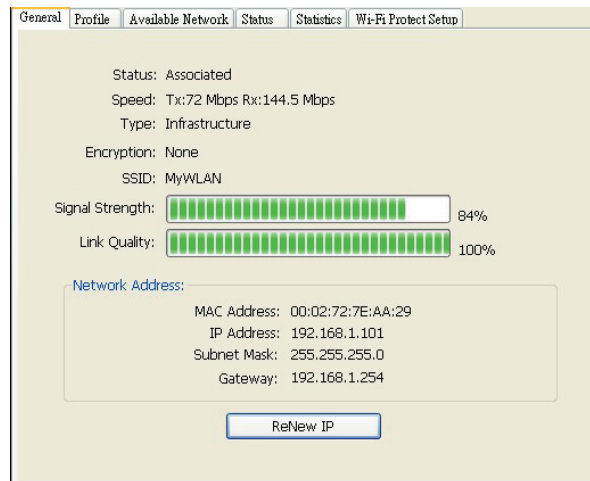 General Profile Available Network Status Statistics Wi-Fi Protect Setup
Status: Associated
Speed: Tx:72 Mbps Rx:144.5 Mbps
Type: Infrastructure
Encryption: None
SSID: MyWLAN
Signal Strength: 84%
Link Quality: 100%
Network Address:
MAC Address: 00:02:72:7E:AA:29
IP Address: 192.168.1.101
Subnet Mask: 255.255.255.0
Gateway: 192.168.1.254
ReNew IP